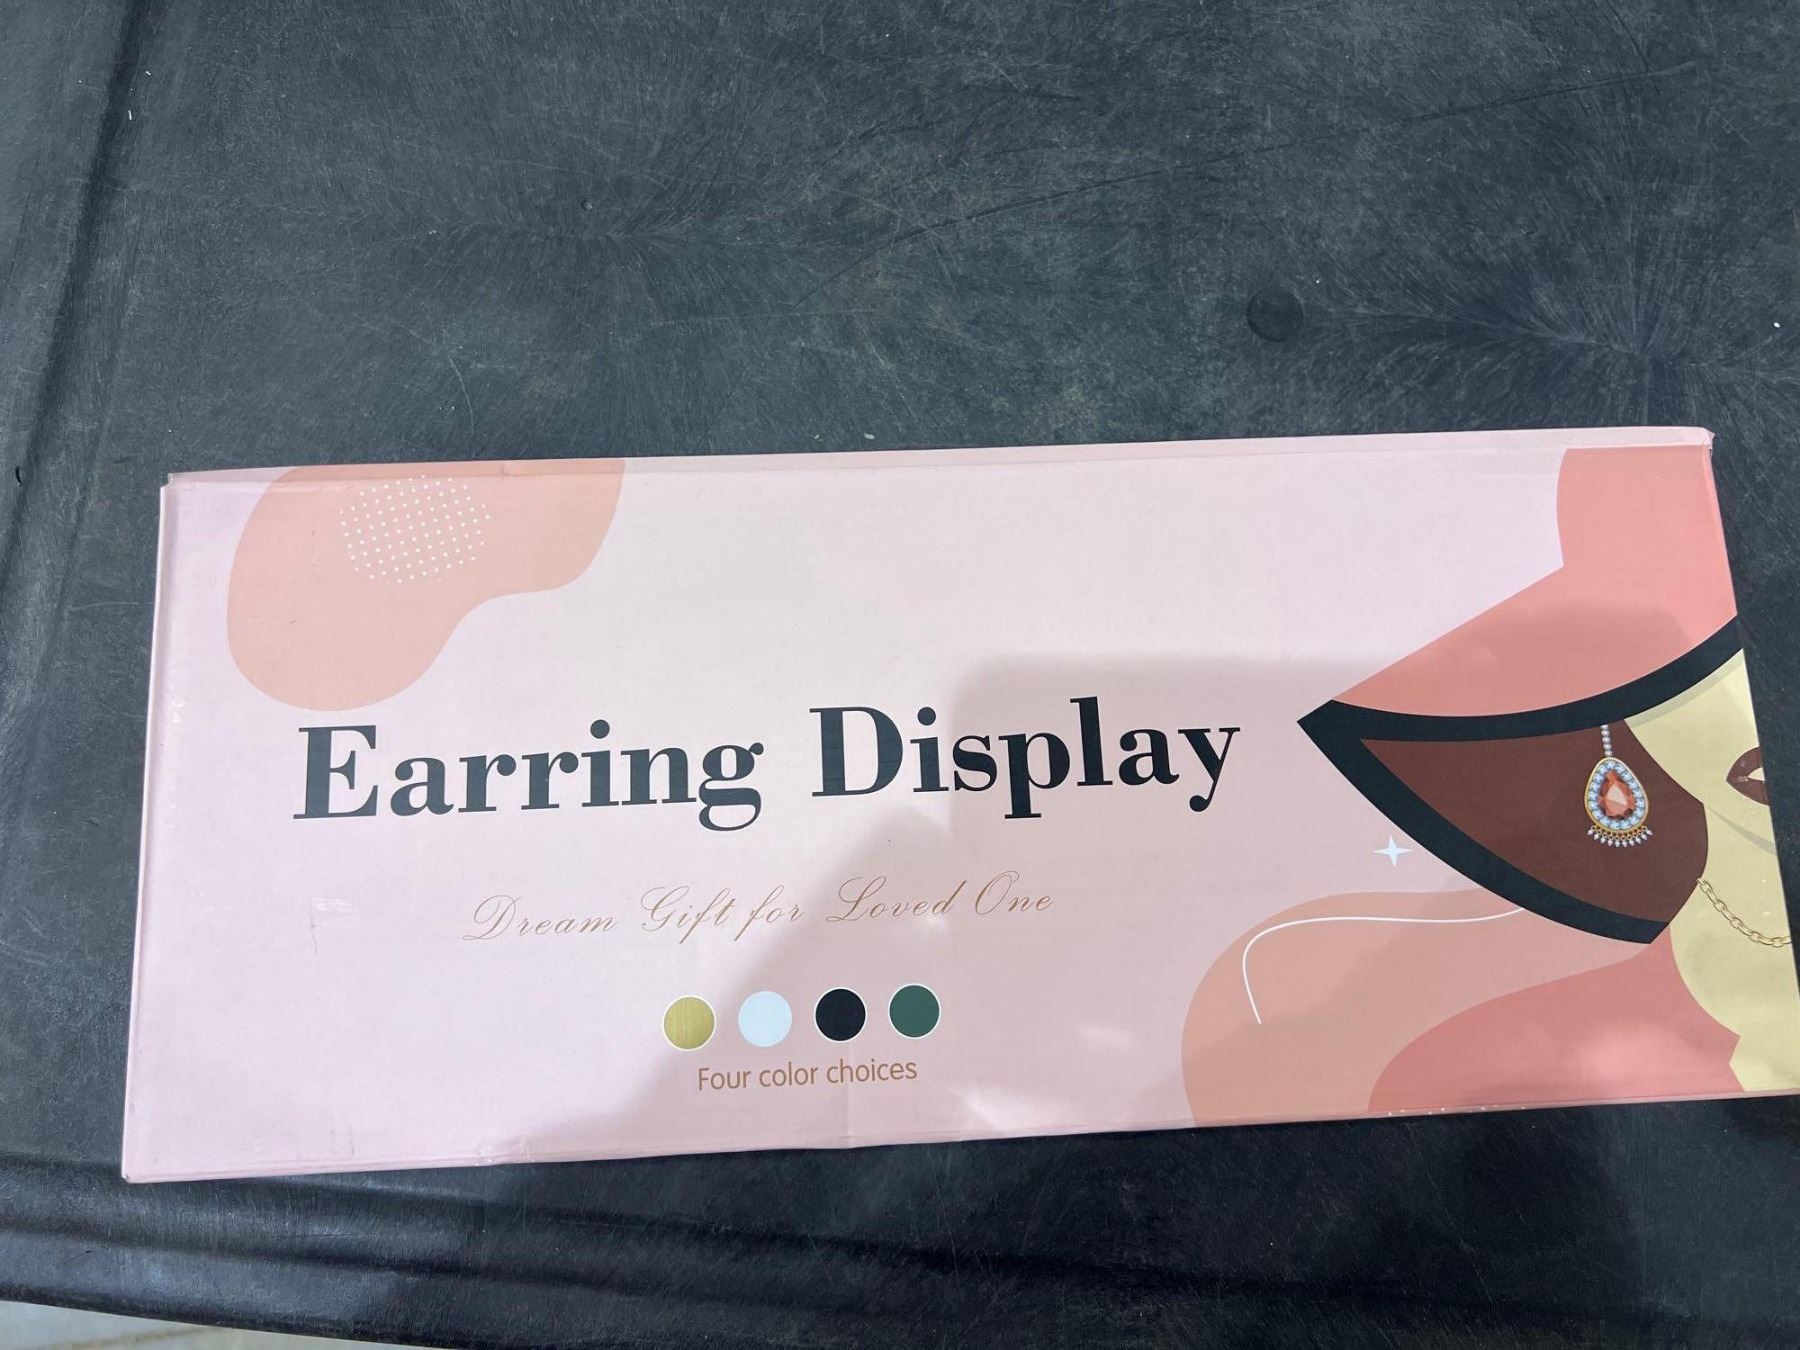 Earring Display
Dream Gift for Loved One
Four color choices